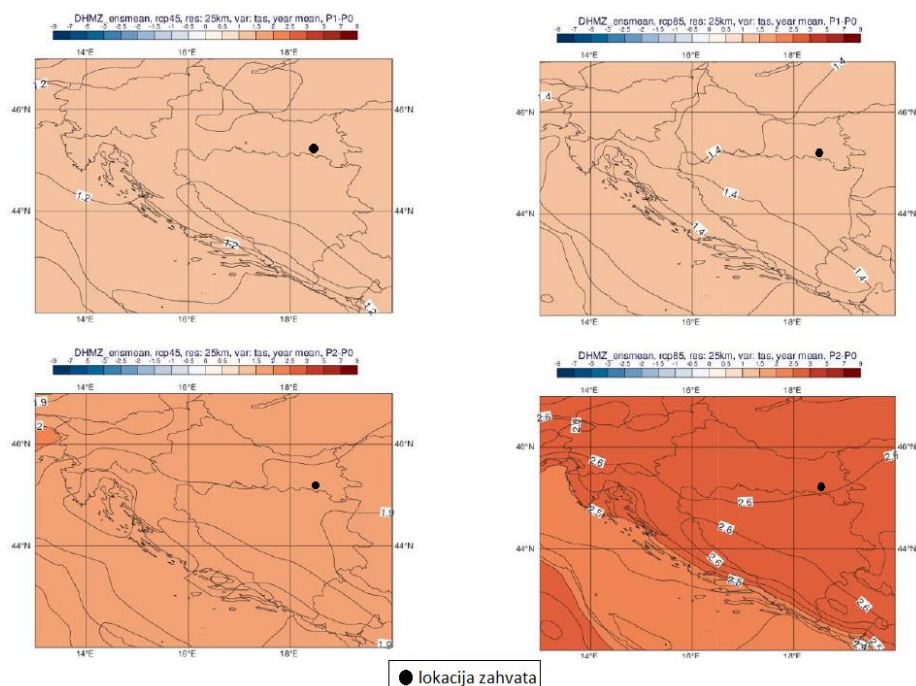 DHMZ_ensmean, rcp45, res: 25km, var: tas, year mean, P1-P0
-9 -7 -5 -3 -2.5 -2 -1.5 -1 -0.5 0 0.5 1 1.5 2 2.5 3 5 7 9
14°E 16°E 18°E
1.2
46°N
1.2
44°N
1.2
1.2
14°E 16°E 18°E
DHMZ_ensmean, rcp85, res: 25km, var: tas, year mean, P1-P0
-9 -7 -5 -3 -2.5 -2 -1.5 -1 -0.5 0 0.5 1 1.5 2 2.5 3 5 7 9
14°E 16°E 18°E
1.4 1.4
46°N
1.4
1.4
44°N
1.4
1.4
14°E 16°E 18°E
DHMZ_ensmean, rcp45, res: 25km, var: tas, year mean, P2-P0
-9 -7 -5 -3 -2.5 -2 -1.5 -1 -0.5 0 0.5 1 1.5 2 2.5 3 5 7 9
14°E 16°E 18°E
1.9
2
46°N
1.9
44°N
1.9
14°E 16°E 18°E
DHMZ_ensmean, rcp85, res: 25km, var: tas, year mean, P2-P0
-9 -7 -5 -3 -2.5 -2 -1.5 -1 -0.5 0 0.5 1 1.5 2 2.5 3 5 7 9
14°E 16°E 18°E
46°N
2.6
2.5
2.6
44°N
2.6
2.5
2.6
2.5
2.4
14°E 16°E 18°E
lokacija zahvata